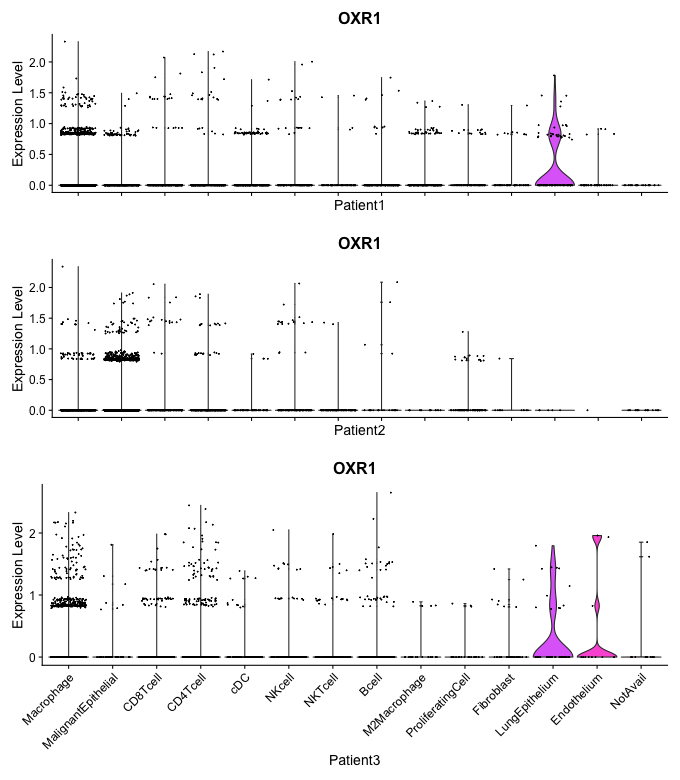 OXR1
Expression Level
2.0
1.5
1.0
0.5
0.0
Patient1
OXR1
Expression Level
2.0
1.5
1.0
0.5
0.0
Patient2
OXR1
Expression Level
2
1
0
Macrophage
MalignantEpithelial
CD8Tcell
CD4Tcell
cDC
NKcell
NKTcell
Bcell
M2Macrophage
ProliferatingCell
Fibroblast
LungEpithelium
Endothelium
NotAvail
Patient3